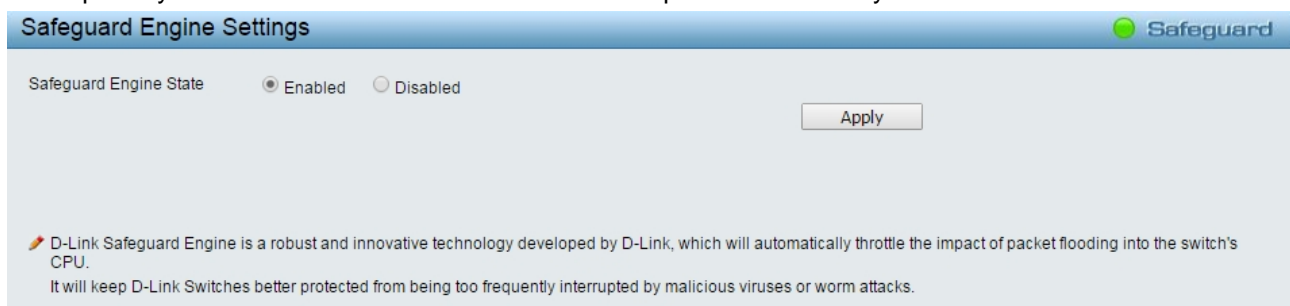 Safeguard Engine Settings
Safeguard
Safeguard Engine State
Enabled
Disabled
Apply
D-Link Safeguard Engine is a robust and innovative technology developed by D-Link, which will automatically throttle the impact of packet flooding into the switch's
CPU.
It will keep D-Link Switches better protected from being too frequently interrupted by malicious viruses or worm attacks.